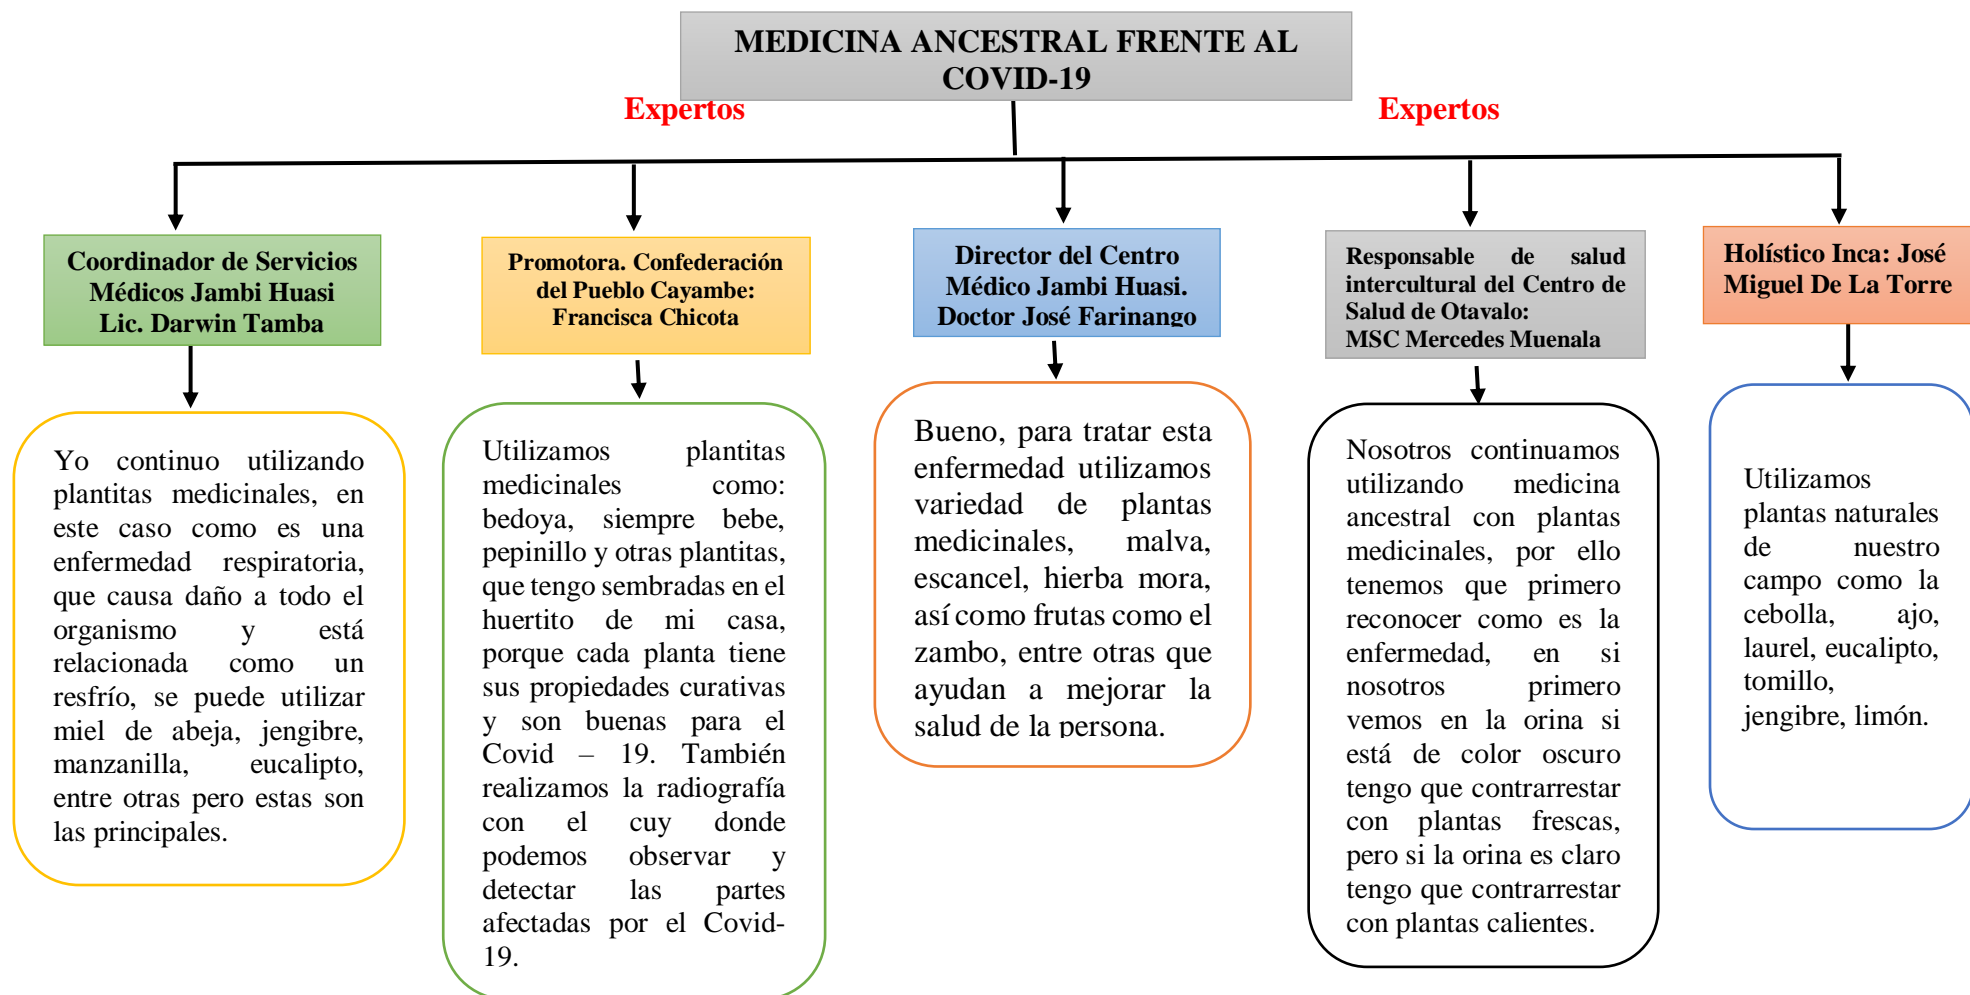 MEDICINA ANCESTRAL FRENTE AL
COVID-19
Expertos
Expertos
Coordinador de Servicios
Médicos Jambi Huasi
Lic. Darwin Tamba
Promotora. Confederación
del Pueblo Cayambe:
Francisca Chicota
Director del Centro
Médico Jambi Huasi.
Doctor José Farinango
Responsable de salud
intercultural del Centro de
Salud de Otavalo:
MSC Mercedes Muenala
Holístico Inca: José
Miguel De La Torre
Yo continuo utilizando
plantitas medicinales, en
este caso como es una
enfermedad respiratoria,
que causa daño a todo el
organismo y está
relacionada como un
resfrío, se puede utilizar
miel de abeja, jengibre,
manzanilla, eucalipto,
entre otras pero estas son
las principales.
Utilizamos plantitas
medicinales como:
bedoya, siempre bebe,
pepinillo y otras plantitas,
que tengo sembradas en el
huertito de mi casa,
porque cada planta tiene
sus propiedades curativas
y son buenas para el
Covid – 19. También
realizamos la radiografía
con el cuy donde
podemos observar y
detectar las partes
afectadas por el Covid-
19.
Bueno, para tratar esta
enfermedad utilizamos
variedad de plantas
medicinales, malva,
escancel, hierba mora,
así como frutas como el
zambo, entre otras que
ayudan a mejorar la
salud de la persona.
Nosotros continuamos
utilizando medicina
ancestral con plantas
medicinales, por ello
tenemos que primero
reconocer como es la
enfermedad, en si
nosotros primero
vemos en la orina si
está de color oscuro
tengo que contrarrestar
con plantas frescas,
pero si la orina es claro
tengo que contrarrestar
con plantas calientes.
Utilizamos
plantas naturales
de nuestro
campo como la
cebolla, ajo,
laurel, eucalipto,
tomillo,
jengibre, limón.